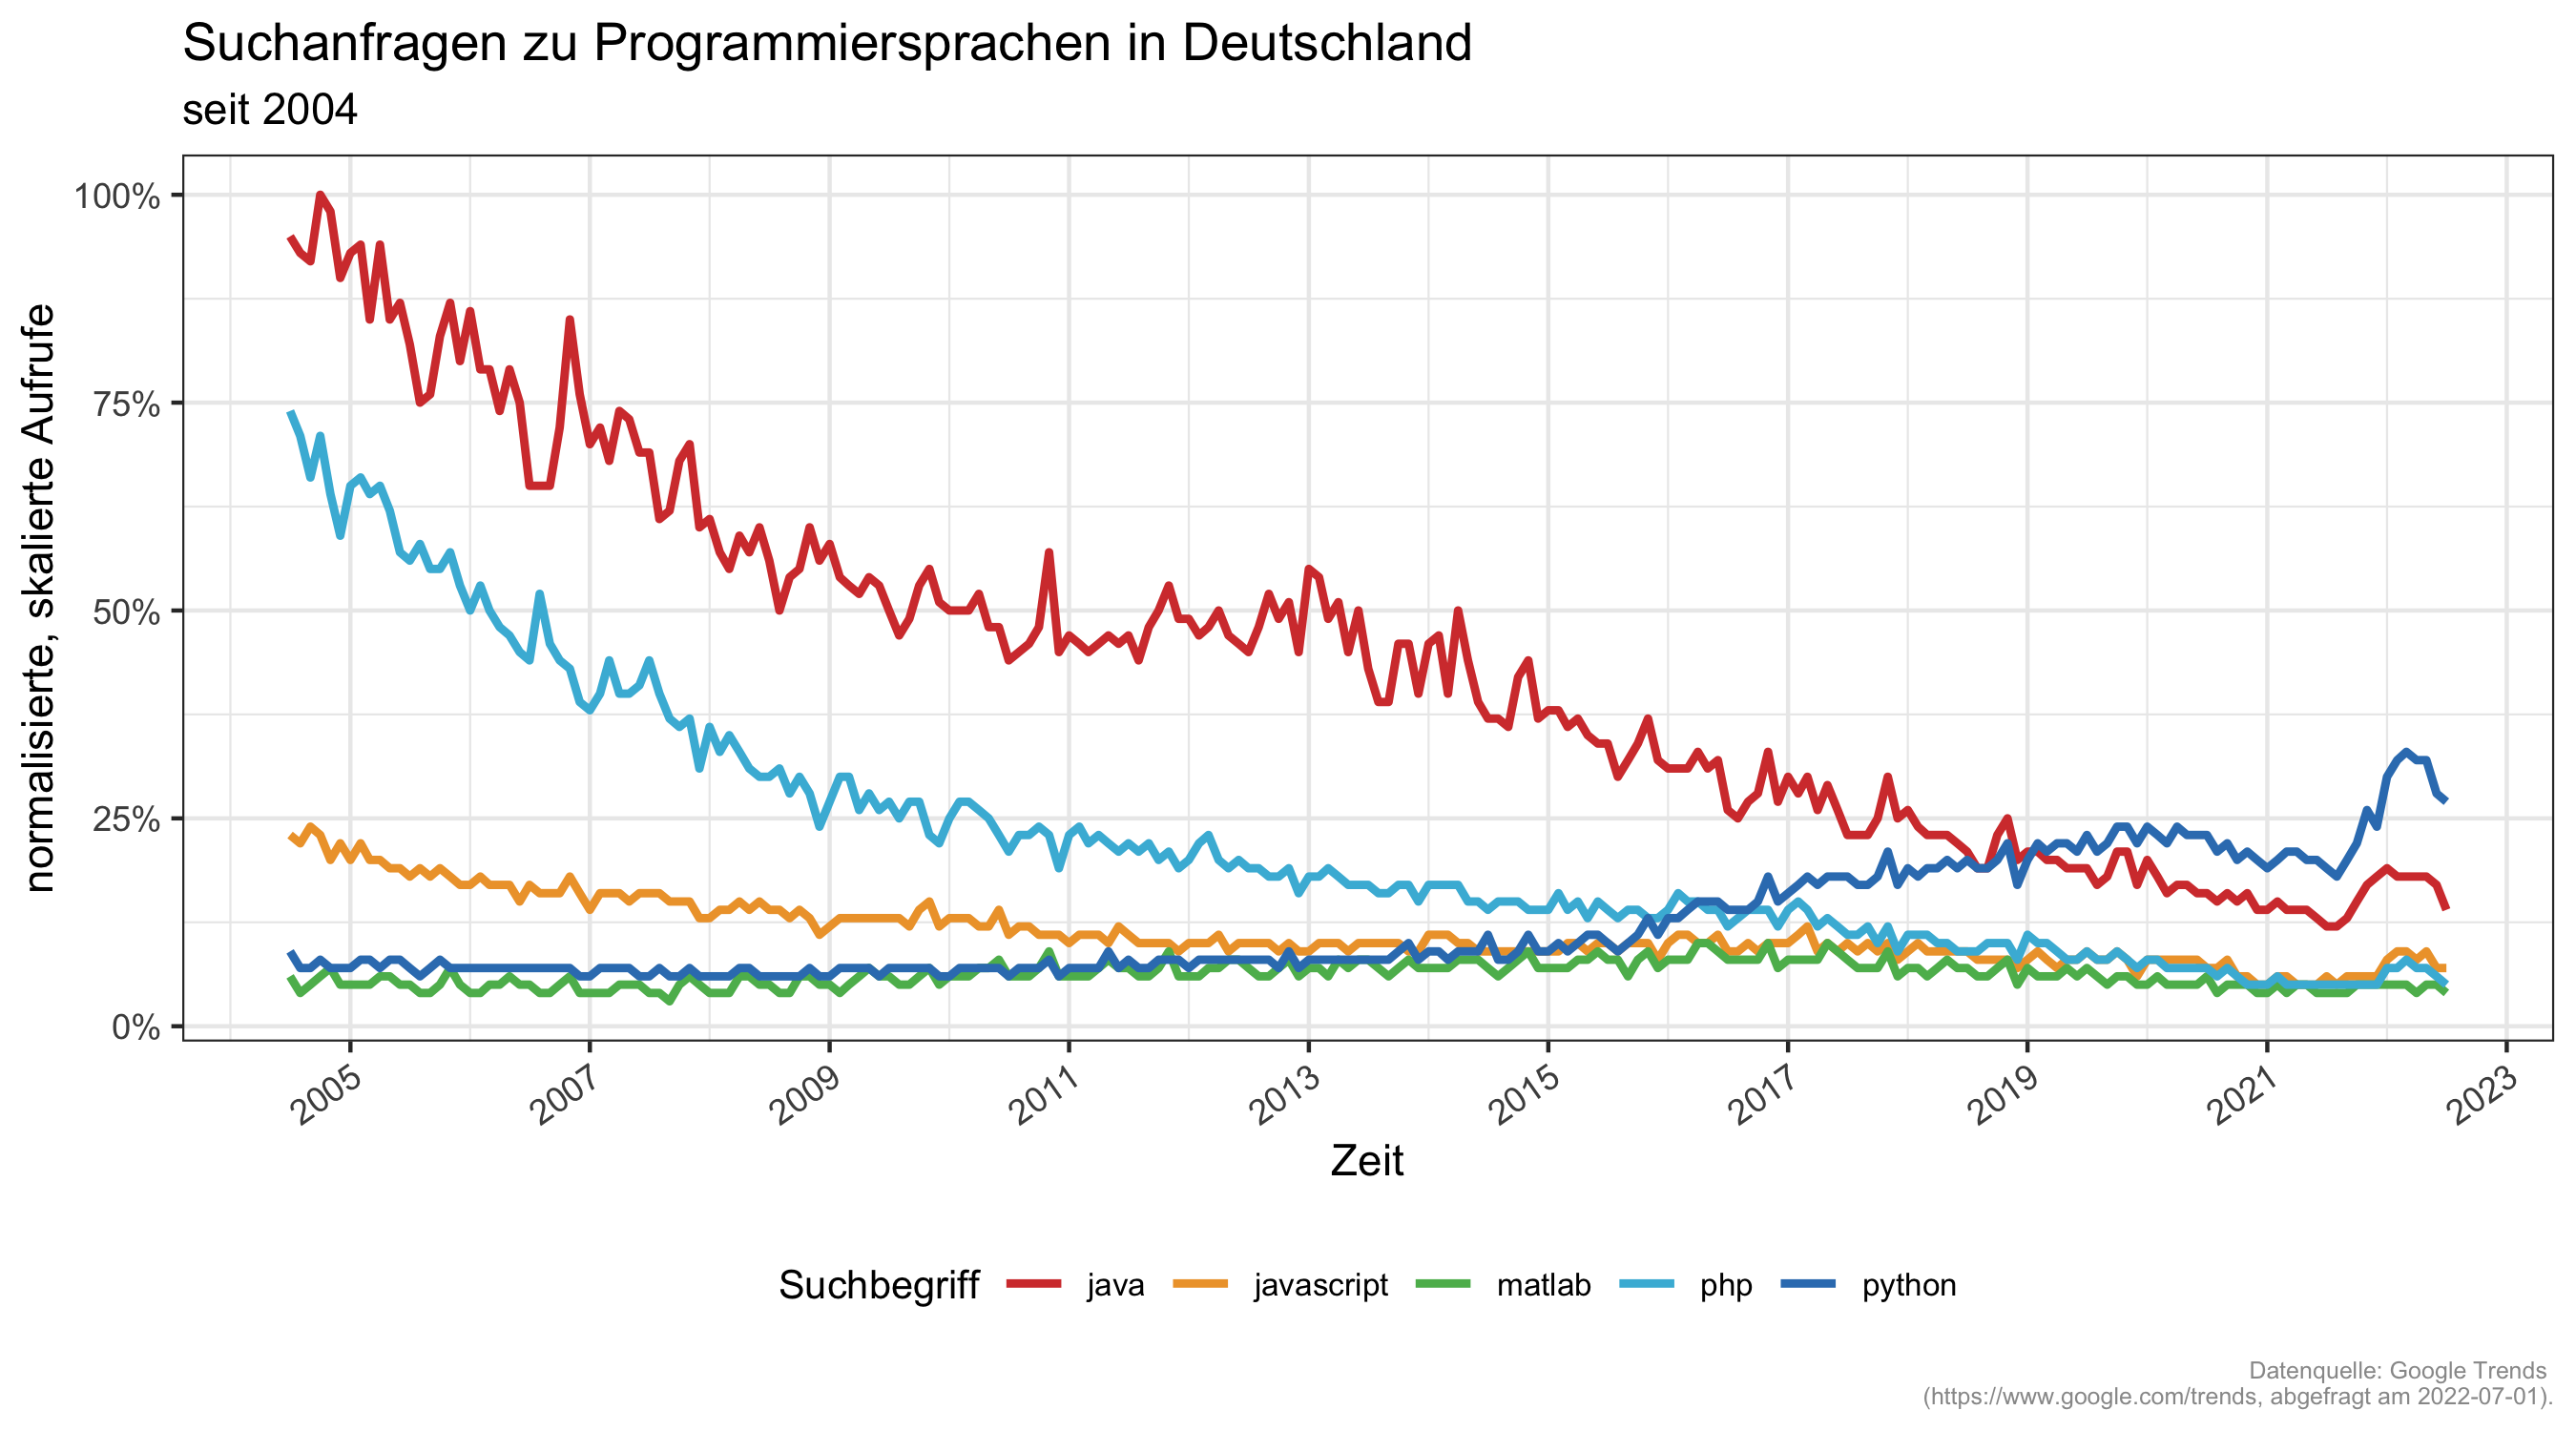 Suchanfragen zu Programmiersprachen in Deutschland
seit 2004
normalisierte, skalierte Aufrufe
100%
75%
50%
25%
0%
2005
2007
2009
2011
2013
2015
2017
2019
2021
2023
Zeit
Suchbegriff java javascript matlab php python
Datenquelle: Google Trends
(https://www.google.com/trends, abgefragt am 2022-07-01).